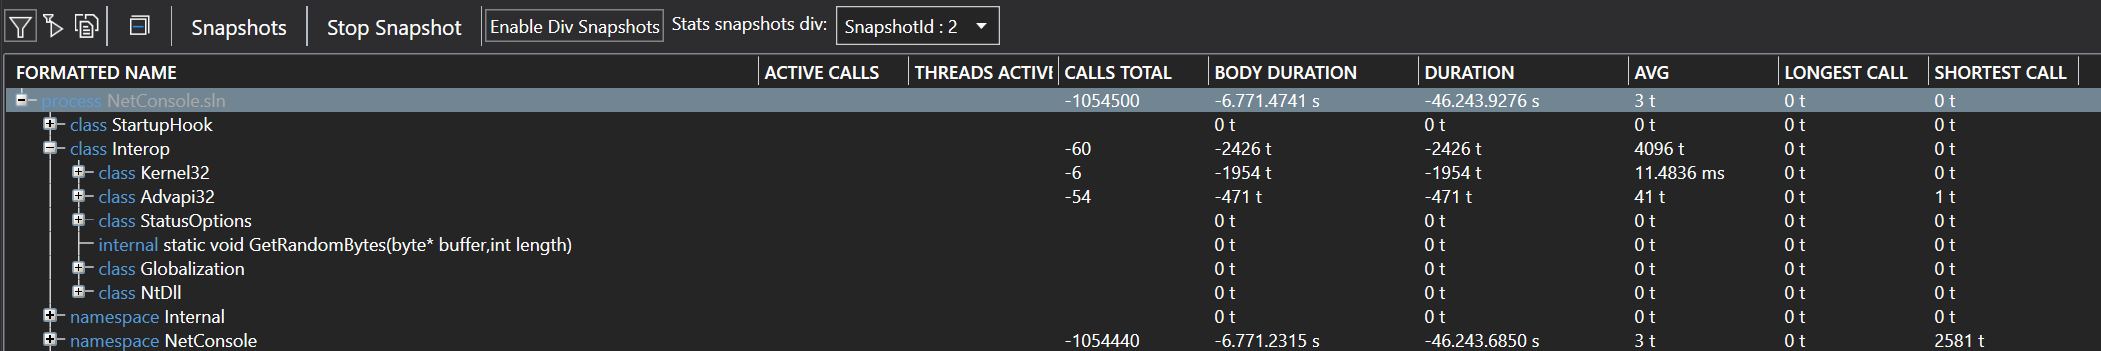 Snapshots Stop Snapshot Enable Div Snapshots Stats snapshots div: SnapshotId : 2
FORMATTED NAME ACTIVE CALLS THREADS ACTIVE CALLS TOTAL BODY DURATION DURATION AVG LONGEST CALL SHORTEST CALL
process NetConsole.sln -1054500 -6.771.4741 s -46.243.9276 s 3 t 0 t 0 t
class StartupHook 0 t 0 t 0 t 0 t 0 t
class Interop -60 -2426 t -2426 t 4096 t 0 t 0 t
class Kernel32 -6 -1954 t -1954 t 11.4836 ms 0 t 0 t
class Advapi32 -54 -471 t -471 t 41 t 0 t 1 t
class StatusOptions 0 t 0 t 0 t 0 t 0 t
internal static void GetRandomBytes(byte* buffer,int length) 0 t 0 t 0 t 0 t 0 t
class Globalization 0 t 0 t 0 t 0 t 0 t
class NtDll 0 t 0 t 0 t 0 t 0 t
namespace Internal 0 t 0 t 0 t 0 t 0 t
namespace NetConsole -1054440 -6.771.2315 s -46.243.6850 s 3 t 0 t 2581 t